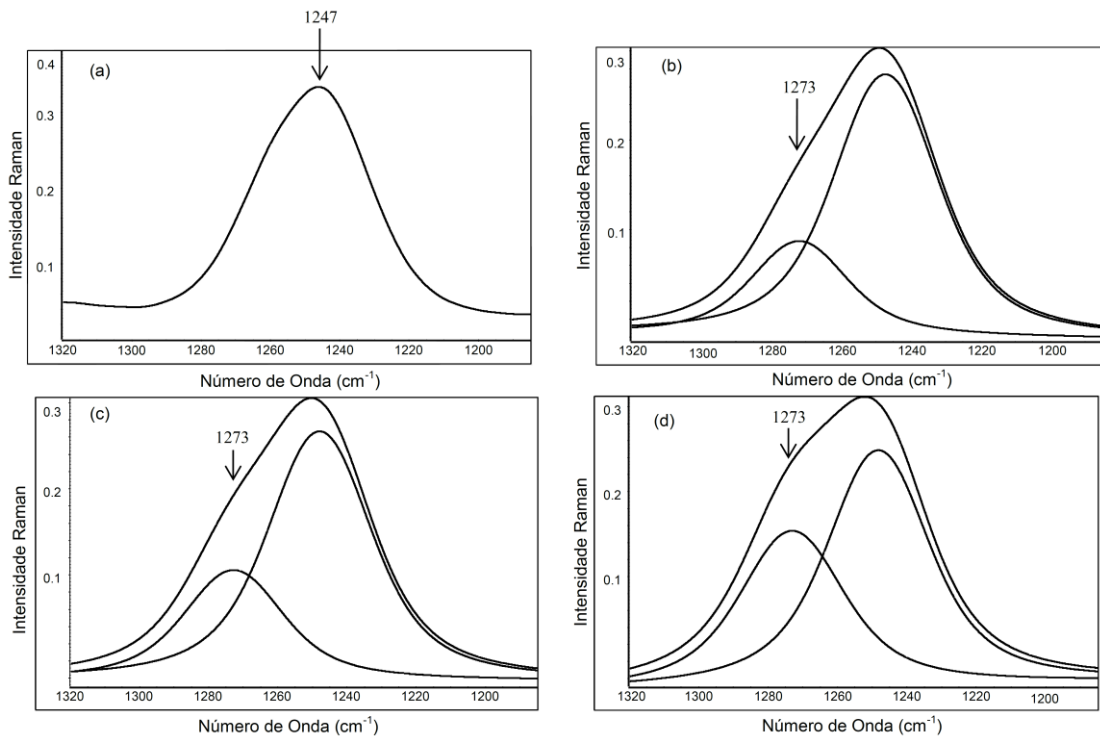 1247
(a)
0.4
0.3
0.2
0.1
Intensidade Raman
1320 1300 1280 1260 1240 1220 1200
Número de Onda (cm⁻¹)
(b)
1273
0.3
0.2
0.1
Intensidade Raman
1320 1300 1280 1260 1240 1220 1200
Número de Onda (cm⁻¹)
(c)
1273
0.3
0.2
0.1
Intensidade Raman
1320 1300 1280 1260 1240 1220 1200
Número de Onda (cm⁻¹)
(d)
1273
0.3
0.2
0.1
Intensidade Raman
1320 1300 1280 1260 1240 1220 1200
Número de Onda (cm⁻¹)